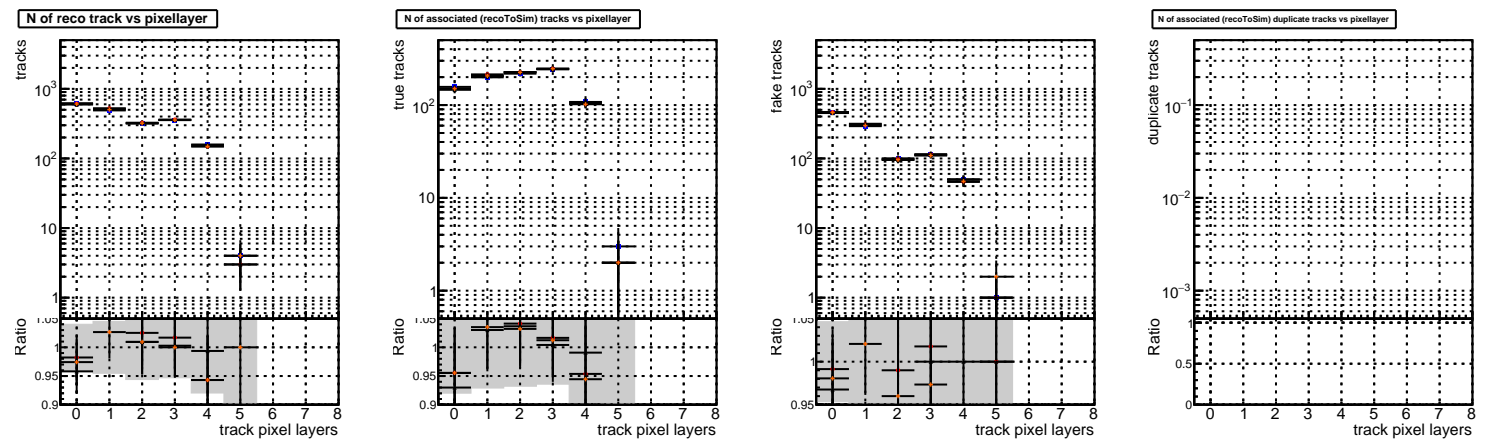 N of reco track vs pixellayer
tracks
10³
10²
10
1
Ratio
1.05
1
0.95
0.9
0 1 2 3 4 5 6 7 8
track pixel layers
N of associated (recoToSim) tracks vs pixellayer
true tracks
10²
10
1
Ratio
1.05
1
0.95
0.9
0 1 2 3 4 5 6 7 8
track pixel layers
fake tracks
10³
10²
10
1
Ratio
1.05
1
0.95
0 1 2 3 4 5 6 7 8
track pixel layers
N of associated (recoToSim) duplicate tracks vs pixellayer
duplicate tracks
10⁻¹
10⁻²
10⁻³
Ratio
1
0.5
0
0 1 2 3 4 5 6 7 8
track pixel layers